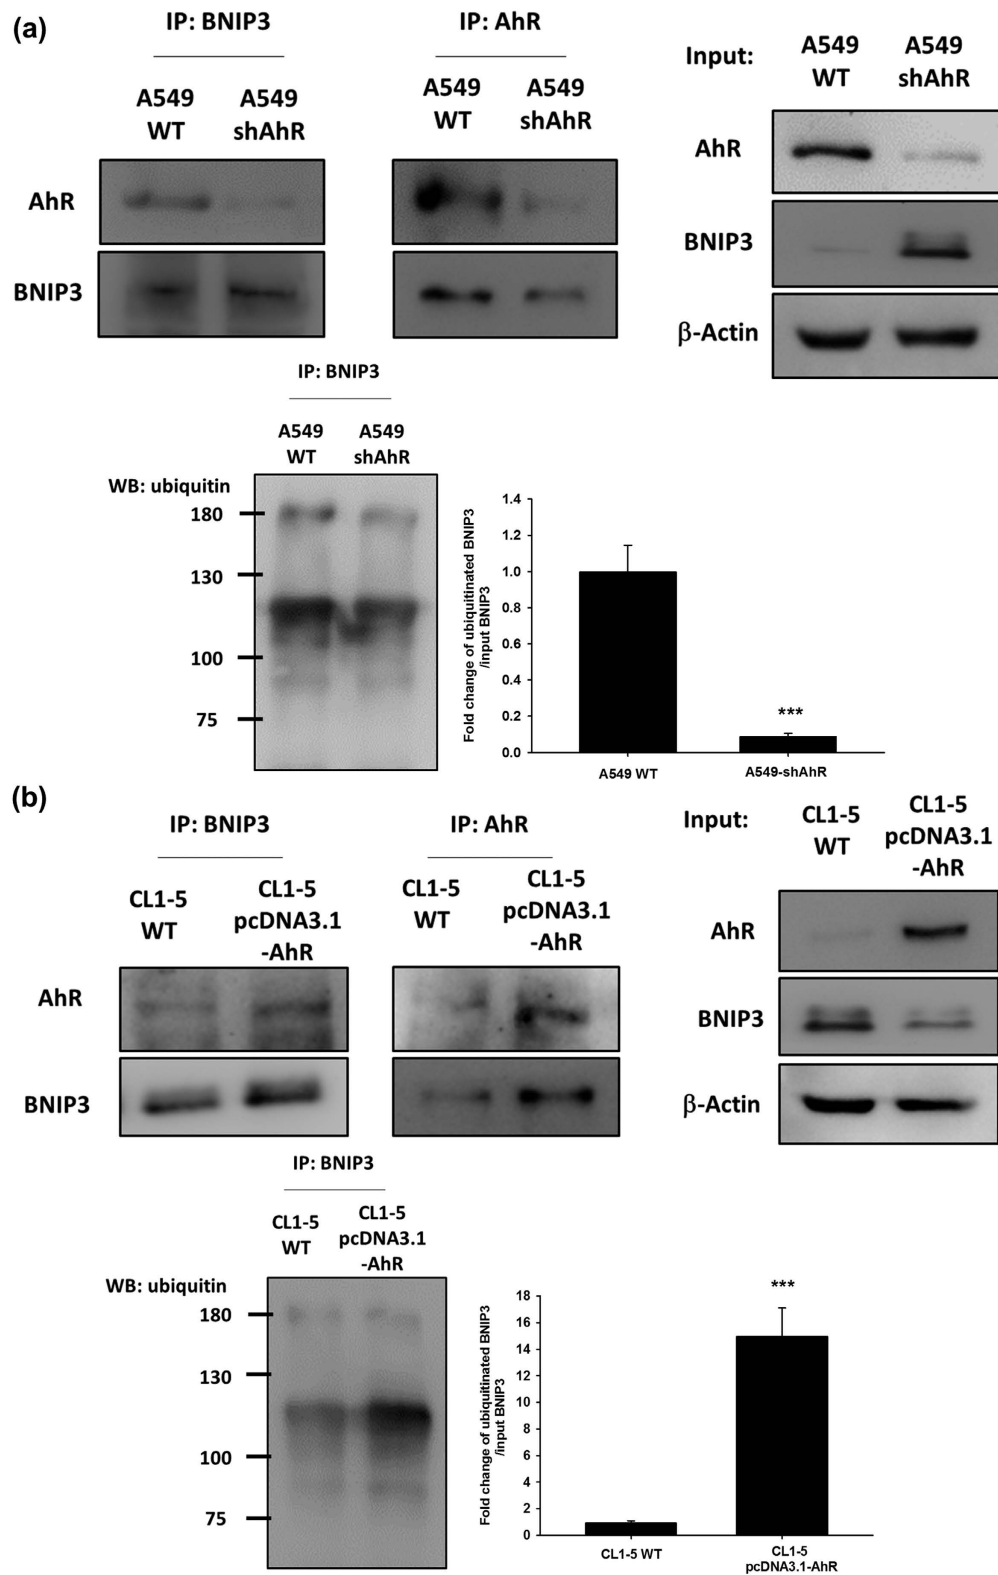 (a)
IP: BNIP3
IP: AhR
Input:
A549
WT
A549
shAhR
A549
WT
A549
shAhR
A549
WT
A549
shAhR
AhR
BNIP3
AhR
BNIP3
β-Actin
IP: BNIP3
A549
WT
A549
shAhR
WB: ubiquitin
180
130
100
75
Fold change of ubiquitinated BNIP3
/input BNIP3
1.4
1.2
1.0
0.8
0.6
0.4
0.2
0.0
***
A549 WT
A549-shAhR
(b)
IP: BNIP3
IP: AhR
Input:
CL1-5
WT
CL1-5
pcDNA3.1
-AhR
CL1-5
WT
CL1-5
pcDNA3.1
-AhR
CL1-5
WT
CL1-5
pcDNA3.1
-AhR
AhR
BNIP3
AhR
BNIP3
β-Actin
IP: BNIP3
CL1-5
WT
CL1-5
pcDNA3.1
-AhR
WB: ubiquitin
180
130
100
75
Fold change of ubiquitinated BNIP3
/input BNIP3
18
16
14
12
10
8
6
4
2
0
***
CL1-5 WT
CL1-5
pcDNA3.1-AhR